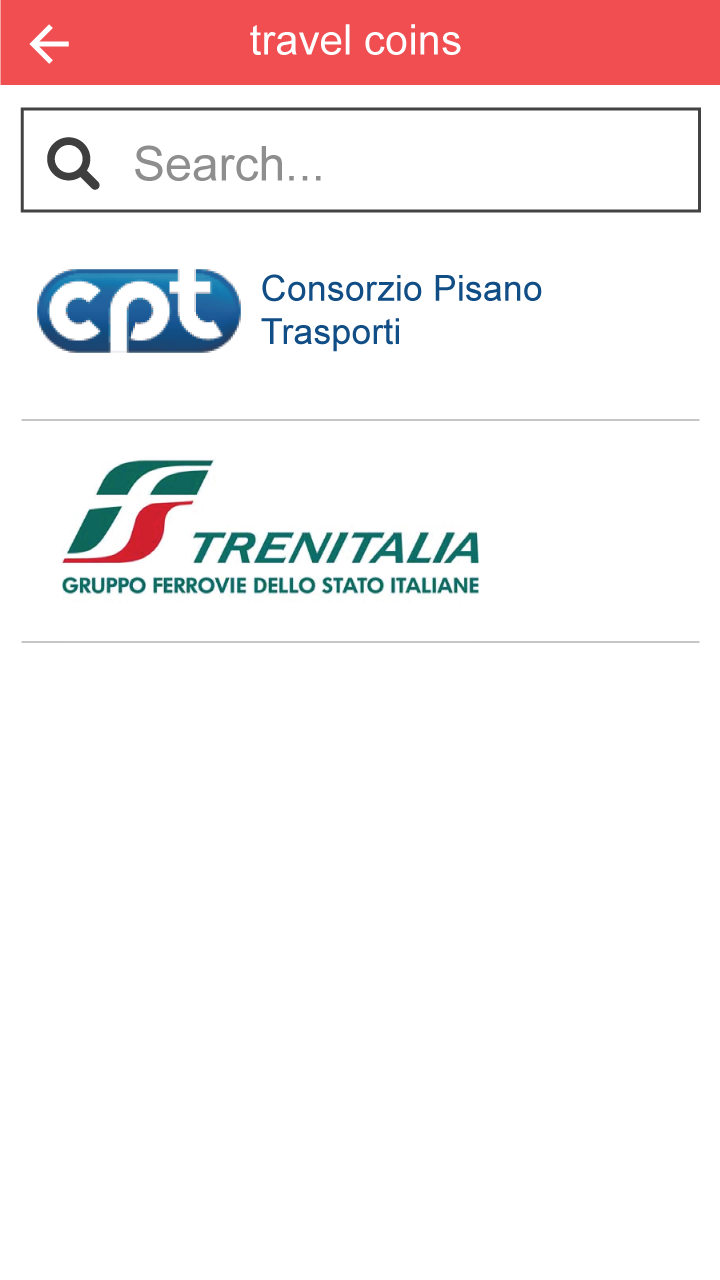 travel coins
Search...
cpt
Consorzio Pisano
Trasporti
TRENITALIA
GRUPPO FERROVIE DELLO STATO ITALIANE